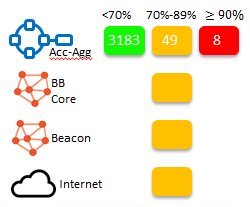 <70% 70%-89% ≥ 90%
Acc-Agg 3183 49 8
BB
Core
Beacon
Internet